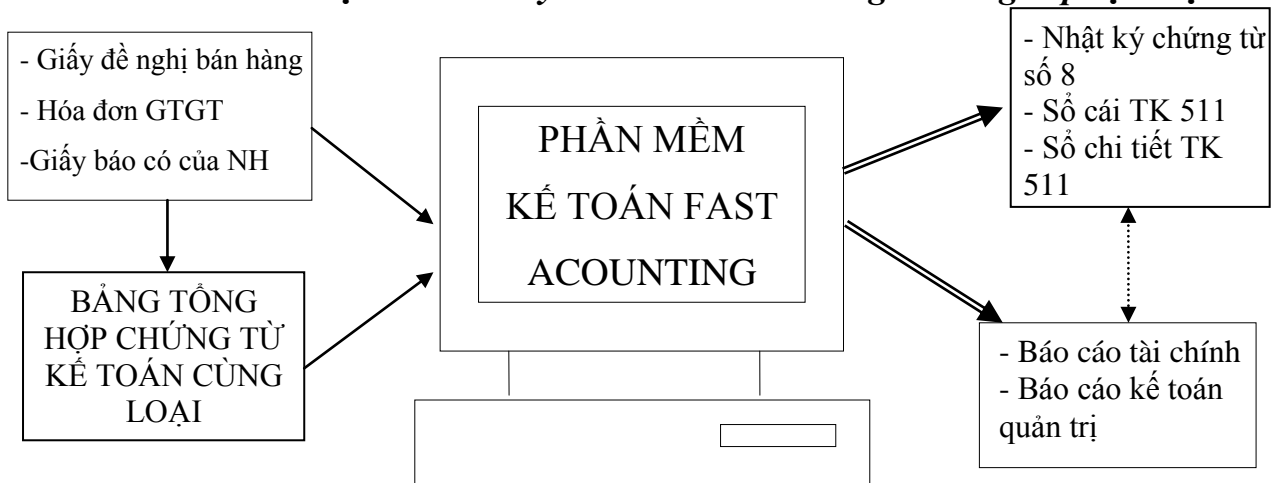 - Giấy đề nghị bán hàng
- Hóa đơn GTGT
-Giấy báo có của NH
BẢNG TỔNG
HỢP CHỨNG TỪ
KẾ TOÁN CÙNG
LOẠI
PHẦN MỀM
KẾ TOÁN FAST
ACOUNTING
- Nhật ký chứng từ
số 8
- Sổ cái TK 511
- Sổ chi tiết TK
511
- Báo cáo tài chính
- Báo cáo kế toán
quản trị